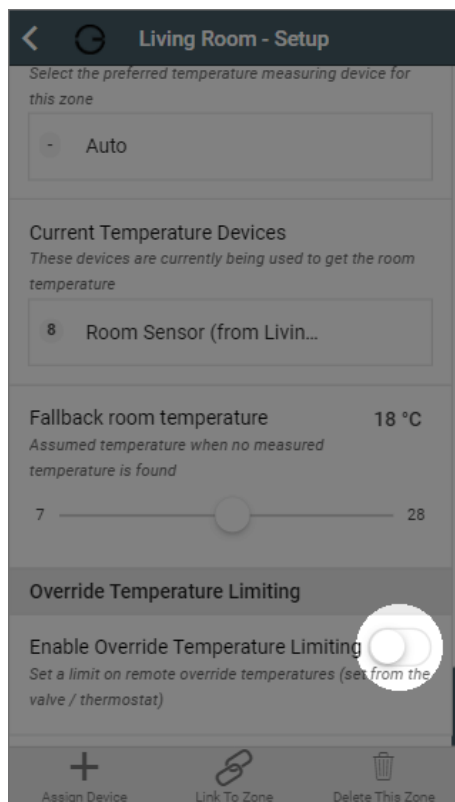 Living Room - Setup
Select the preferred temperature measuring device for
this zone
- Auto
Current Temperature Devices
These devices are currently being used to get the room
temperature
8 Room Sensor (from Livin...
Fallback room temperature 18 °C
Assumed temperature when no measured
temperature is found
7 28
Override Temperature Limiting
Enable Override Temperature Limiting
Set a limit on remote override temperatures (set from the
valve / thermostat)
Assign Device Link To Zone Delete This Zone